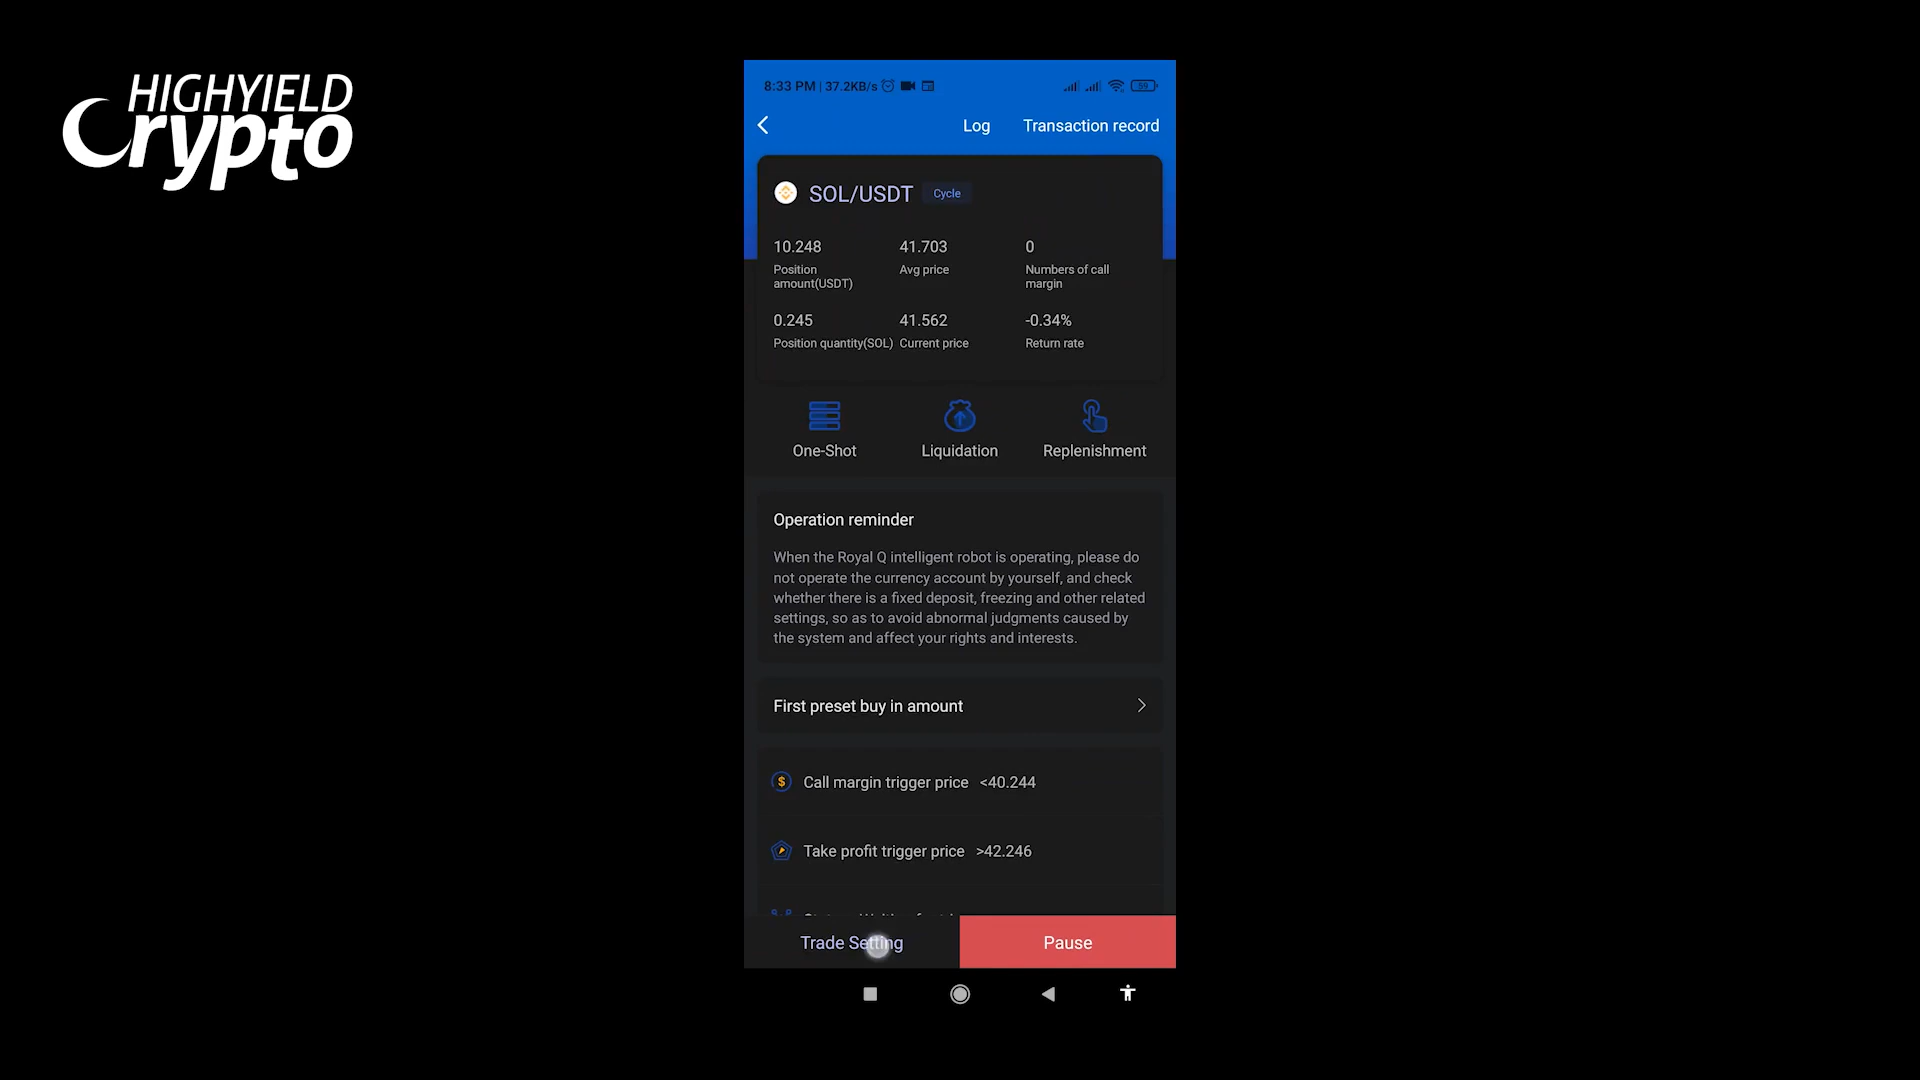 HIGHYIELD
Crypto
8:33 PM | 37.2KB/s
59
Log
Transaction record
SOL/USDT
Cycle
10.248
41.703
0
Position
amount(USDT)
Avg price
Numbers of call
margin
0.245
41.562
-0.34%
Position quantity(SOL)
Current price
Return rate
One-Shot
Liquidation
Replenishment
Operation reminder
When the Royal Q intelligent robot is operating, please do
not operate the currency account by yourself, and check
whether there is a fixed deposit, freezing and other related
settings, so as to avoid abnormal judgments caused by
the system and affect your rights and interests.
First preset buy in amount
Call margin trigger price <40.244
Take profit trigger price >42.246
Trade Setting
Pause